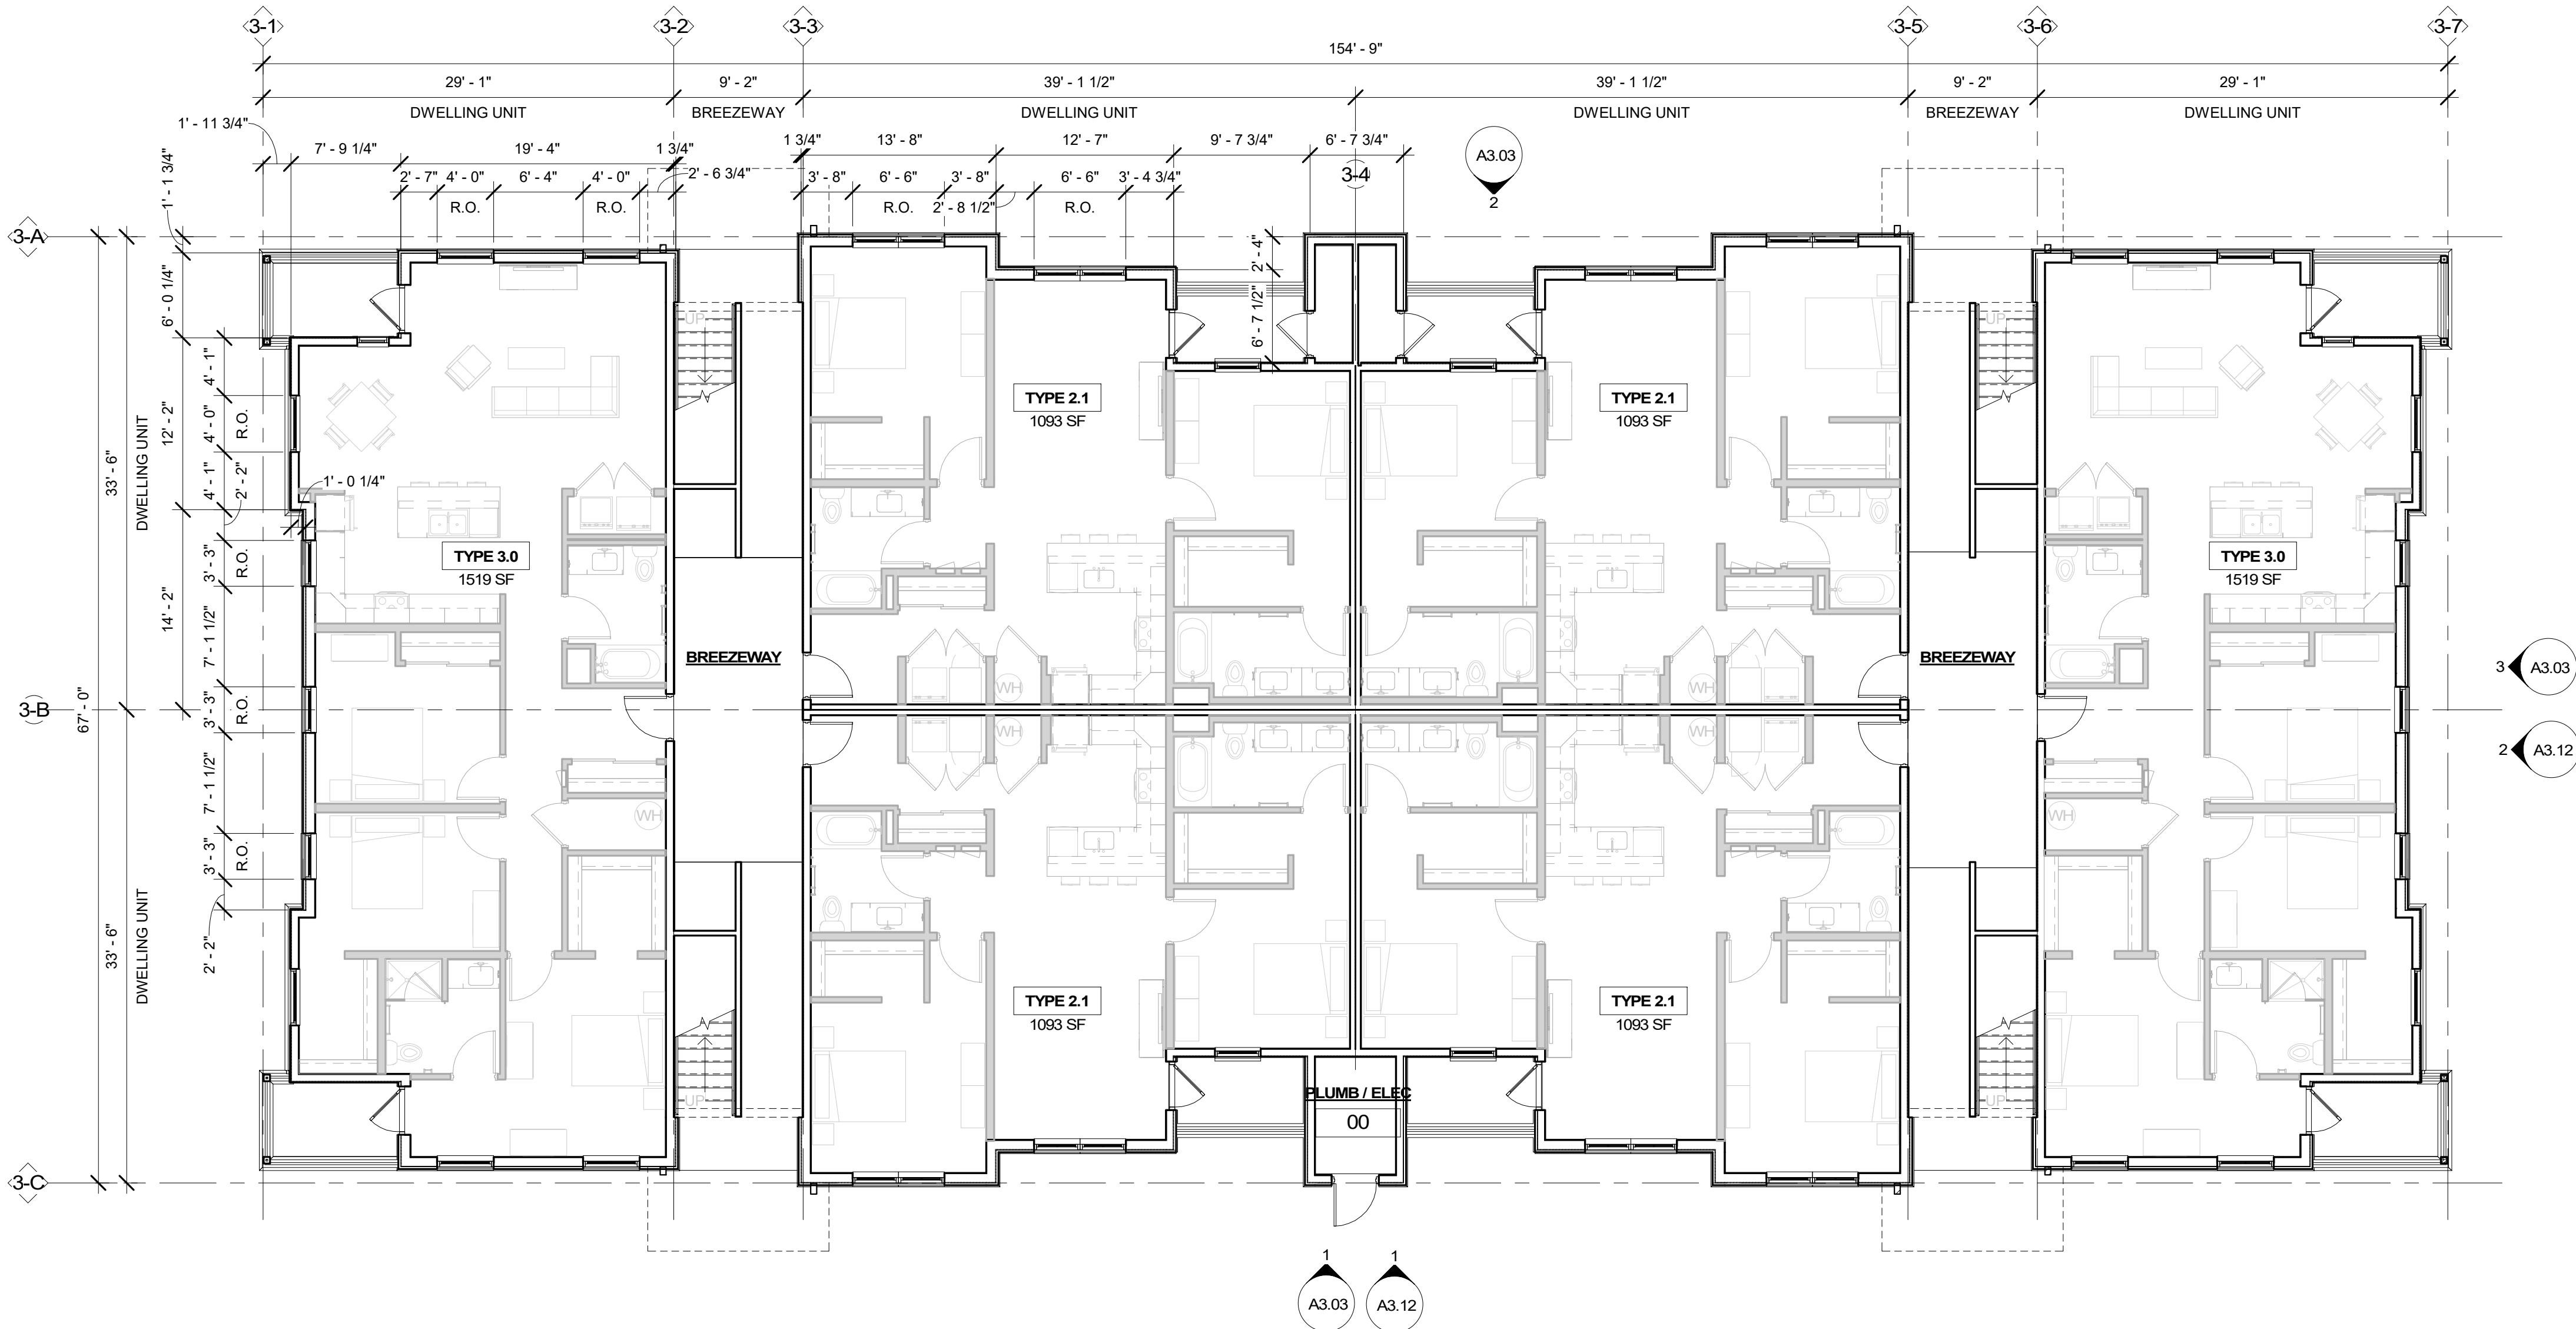 3-1
3-2
3-3
3-5
3-6
3-7
154' - 9"
29' - 1"
9' - 2"
39' - 1 1/2"
39' - 1 1/2"
9' - 2"
29' - 1"
DWELLING UNIT
BREEZEWAY
DWELLING UNIT
DWELLING UNIT
BREEZEWAY
DWELLING UNIT
1' - 11 3/4"
7' - 9 1/4"
19' - 4"
1 3/4"
1 3/4"
13' - 8"
12' - 7"
9' - 7 3/4"
6' - 7 3/4"
A3.03
2
2' - 7"
4' - 0"
6' - 4"
4' - 0"
2' - 6 3/4"
3' - 8"
6' - 6"
3' - 8"
6' - 6"
3' - 4 3/4"
3-4
R.O.
R.O.
R.O.
2' - 8 1/2"
R.O.
1' - 1 3/4"
3-A
2' - 4"
6' - 0 1/4"
6' - 7 1/2"
UP
UP
4' - 1"
TYPE 2.1
1093 SF
TYPE 2.1
1093 SF
12' - 2"
4' - 0"
R.O.
33' - 6"
DWELLING UNIT
4' - 1"
2' - 2"
1' - 0 1/4"
TYPE 3.0
1519 SF
TYPE 3.0
1519 SF
3' - 3"
R.O.
14' - 2"
7' - 1 1/2"
BREEZEWAY
BREEZEWAY
3
A3.03
WH
WH
3' - 3"
R.O.
3-B
67' - 0"
WH
WH
2
A3.12
7' - 1 1/2"
WH
WH
3' - 3"
R.O.
33' - 6"
DWELLING UNIT
2' - 2"
TYPE 2.1
1093 SF
TYPE 2.1
1093 SF
UP
UP
PLUMB / ELEC
00
3-C
1
A3.03
1
A3.12